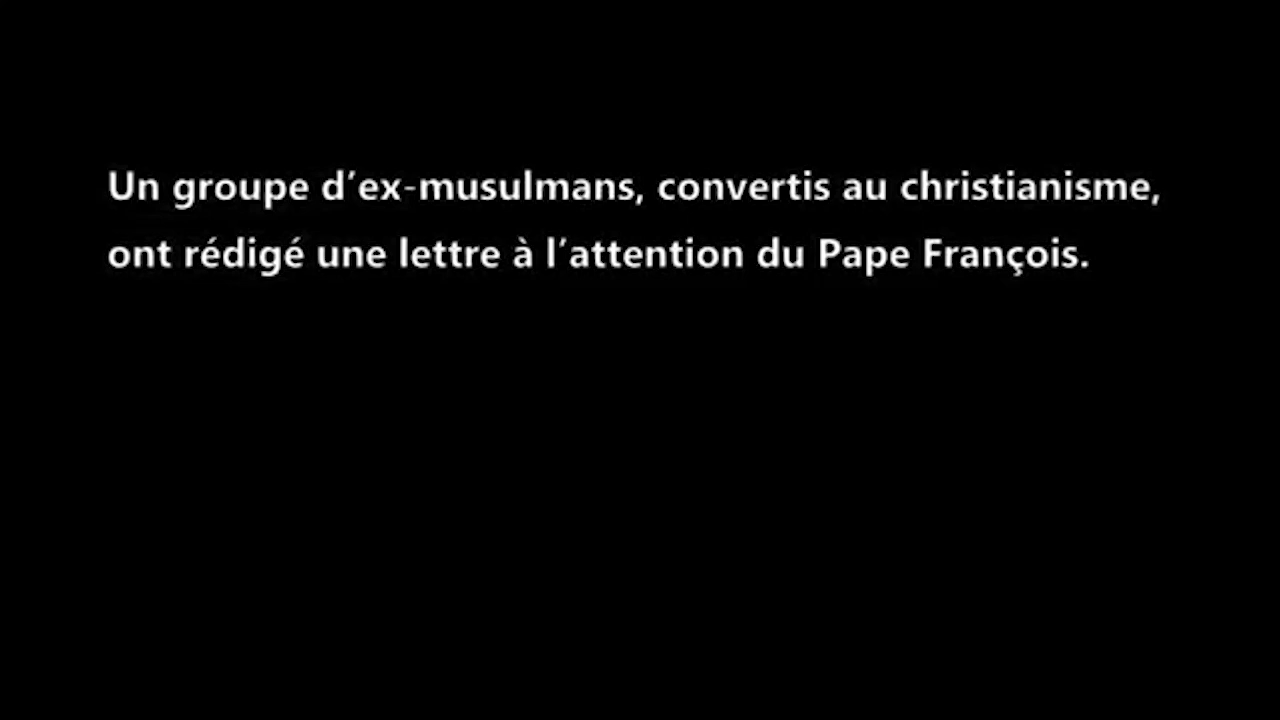 Un groupe d’ex-musulmans, convertis au christianisme,
ont rédigé une lettre à l’attention du Pape François.